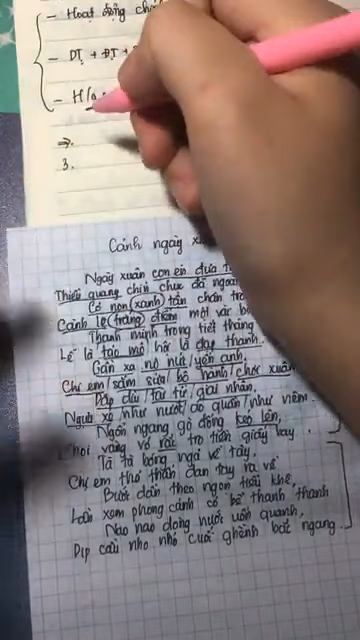 - Hoạt động
- DT + ĐT +
- H/a
⇒.
3.
Cảnh ngày
Ngày xuân con én đưa
Thiều quang chín chục đã ngoài
Cỏ non xanh tận chân
Cành lê trắng điểm một vài
Thanh minh trong tiết tháng
Lễ là tảo mộ hội là đạp thanh.
Gần xa nô nức/yến anh,
Chị em/sắm sửa/bộ hành/chơi xuân
Dập dìu/tài tử, giai nhân,
Ngựa xe/như nước/áo quần/như nêm.
Ngổn ngang gò đống kéo lên,
Thoi vàng vó rắc tro tiền giấy bay.
Tà tà bóng ngả về tây,
Chị em thơ thẩn dan tay ra về
Bước dần theo ngọn tiểu khê,
Lần xem phong cảnh có bề thanh thanh
Nao nao dòng nước uốn quanh,
Dịp cầu nho nhỏ cuối ghềnh bắc ngang.